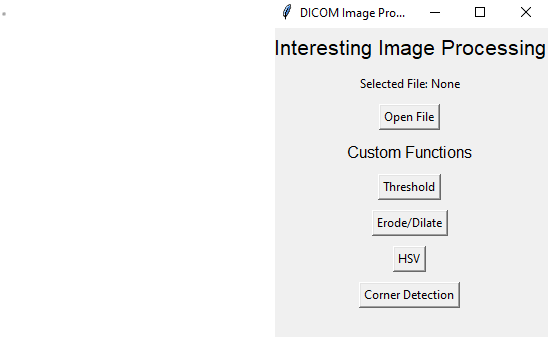 DICOM Image Pro...
Interesting Image Processing
Selected File: None
Open File
Custom Functions
Threshold
Erode/Dilate
HSV
Corner Detection